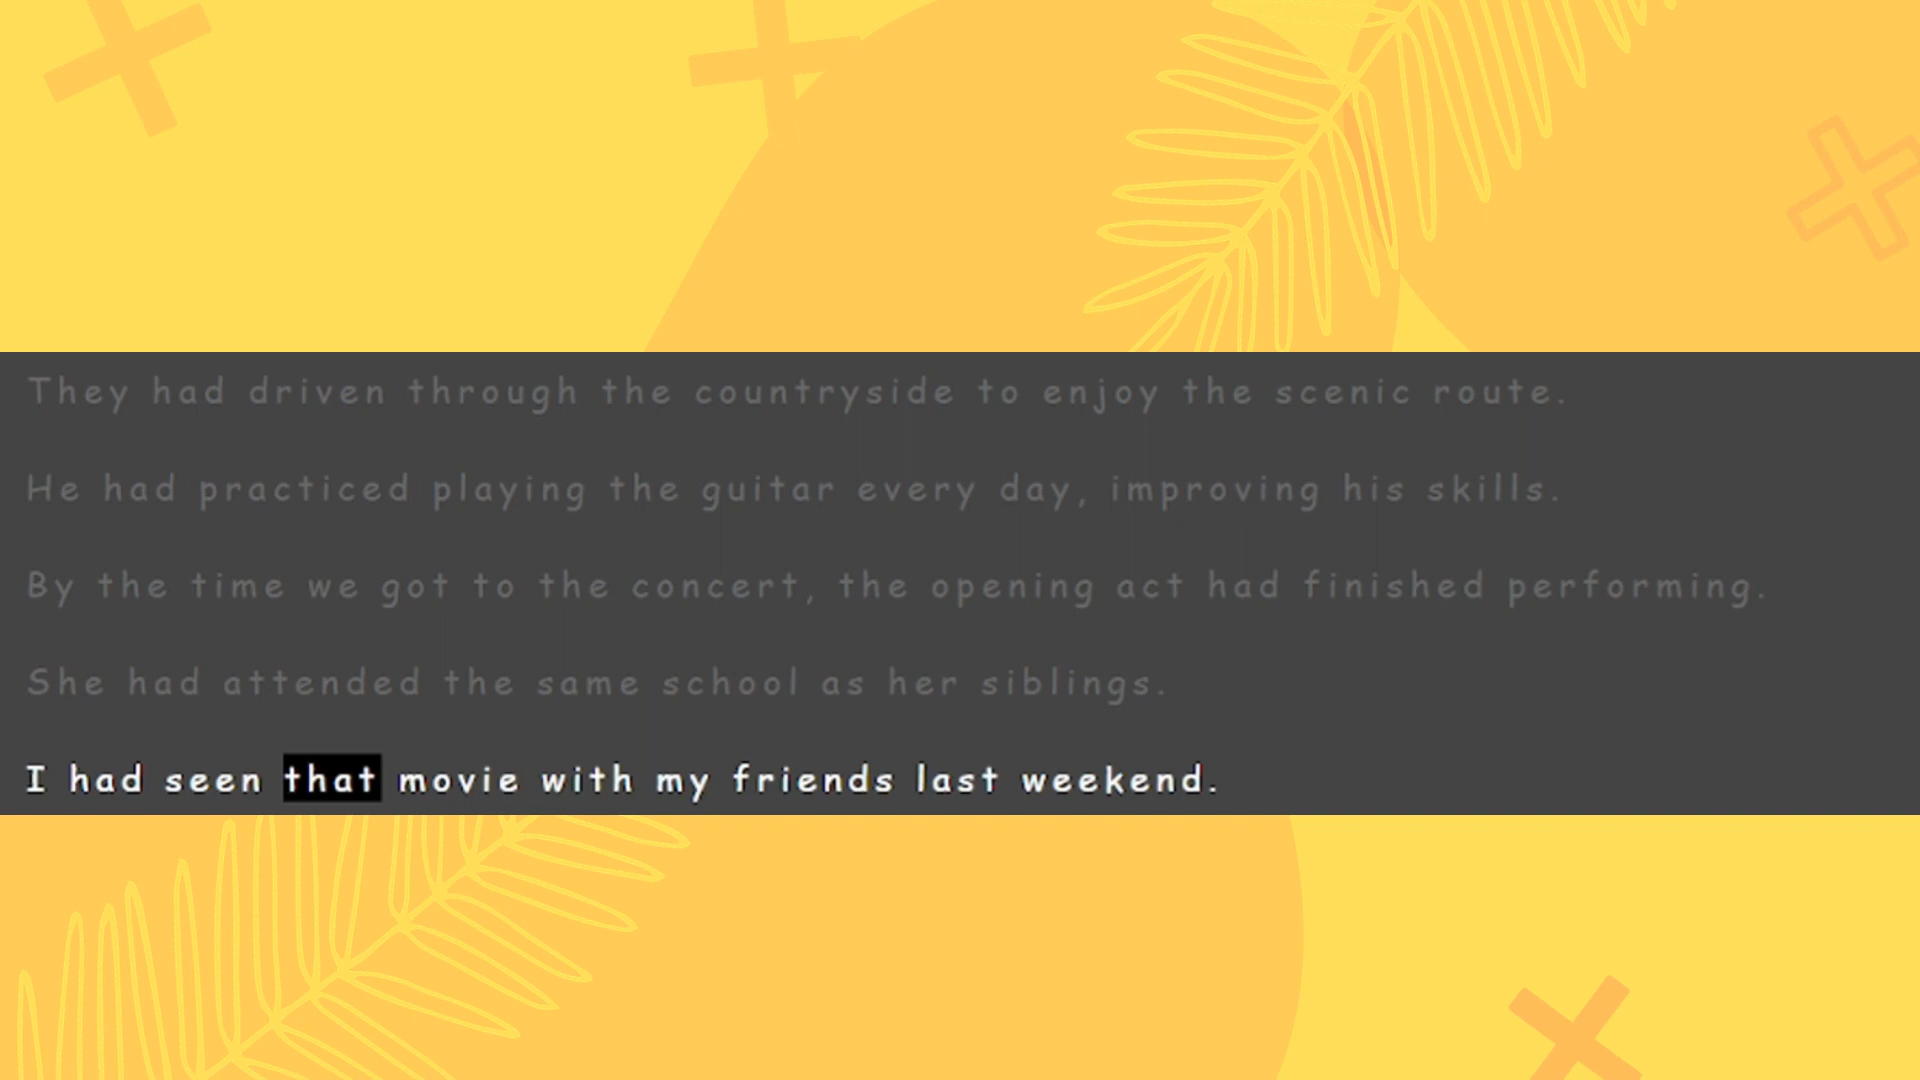 They had driven through the countryside to enjoy the scenic route.
He had practiced playing the guitar every day, improving his skills.
By the time we got to the concert, the opening act had finished performing.
She had attended the same school as her siblings.
I had seen that movie with my friends last weekend.